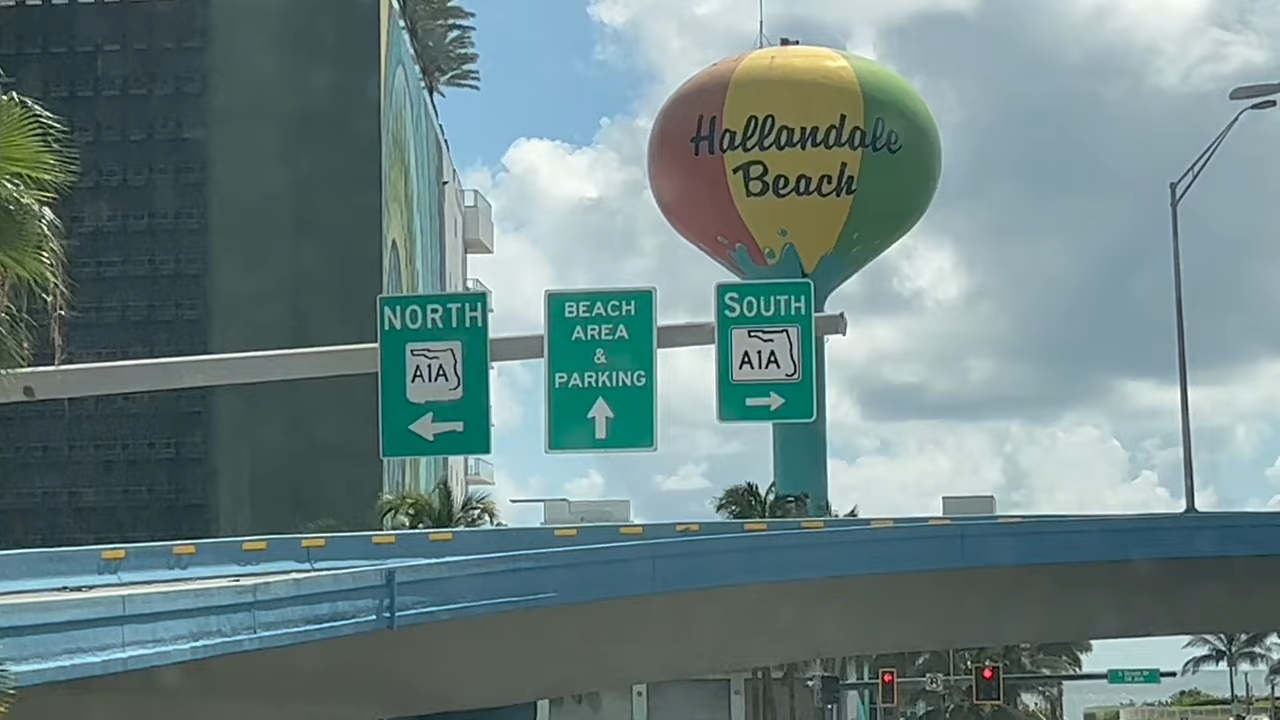 Hallandale
Beach
NORTH
A1A
BEACH
AREA
&
PARKING
SOUTH
A1A